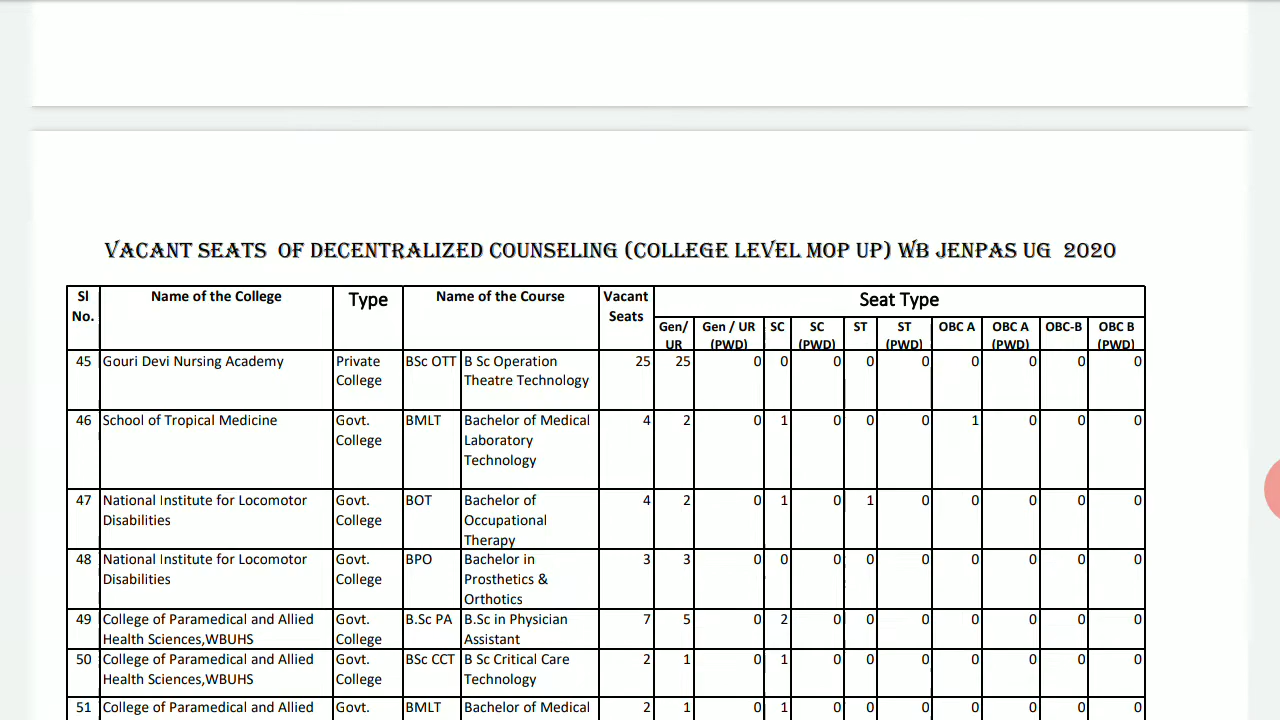 VACANT SEATS OF DECENTRALIZED COUNSELING (COLLEGE LEVEL MOP UP) WB JENPAS UG 2020
Sl No. Name of the College Type Name of the Course Vacant Seats Seat Type
Gen/ UR Gen / UR (PWD) SC SC (PWD) ST ST (PWD) OBC A OBC A (PWD) OBC-B OBC B (PWD)
45 Gouri Devi Nursing Academy Private BSc OTT B Sc Operation 25 25 0 0 0 0 0 0 0 0 0
College Theatre Technology
46 School of Tropical Medicine Govt. BMLT Bachelor of Medical 4 2 0 1 0 0 0 1 0 0 0
College Laboratory
Technology
47 National Institute for Locomotor Govt. BOT Bachelor of 4 2 0 1 0 1 0 0 0 0 0
Disabilities College Occupational
Therapy
48 National Institute for Locomotor Govt. BPO Bachelor in 3 3 0 0 0 0 0 0 0 0 0
Disabilities College Prosthetics &
Orthotics
49 College of Paramedical and Allied Govt. B.Sc PA B.Sc in Physician 7 5 0 2 0 0 0 0 0 0 0
Health Sciences,WBUHS College Assistant
50 College of Paramedical and Allied Govt. BSc CCT B Sc Critical Care 2 1 0 1 0 0 0 0 0 0 0
Health Sciences,WBUHS College Technology
51 College of Paramedical and Allied Govt. BMLT Bachelor of Medical 2 1 0 1 0 0 0 0 0 0 0